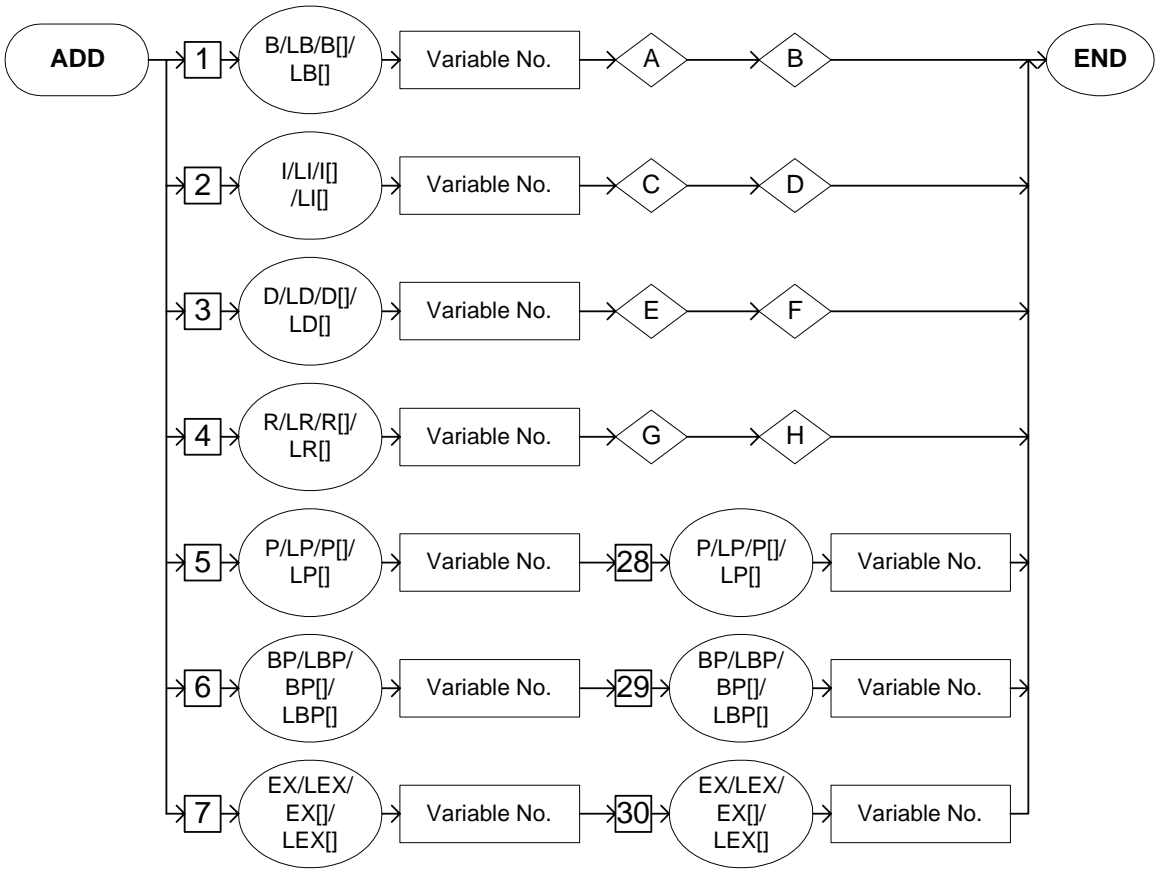 ADD
1
B/LB/B[]/
LB[]
Variable No.
A
B
END
2
I/LI/I[]
/LI[]
Variable No.
C
D
3
D/LD/D[]/
LD[]
Variable No.
E
F
4
R/LR/R[]/
LR[]
Variable No.
G
H
5
P/LP/P[]/
LP[]
Variable No.
28
P/LP/P[]/
LP[]
Variable No.
6
BP/LBP/
BP[]/
LBP[]
Variable No.
29
BP/LBP/
BP[]/
LBP[]
Variable No.
7
EX/LEX/
EX[]/
LEX[]
Variable No.
30
EX/LEX/
EX[]/
LEX[]
Variable No.